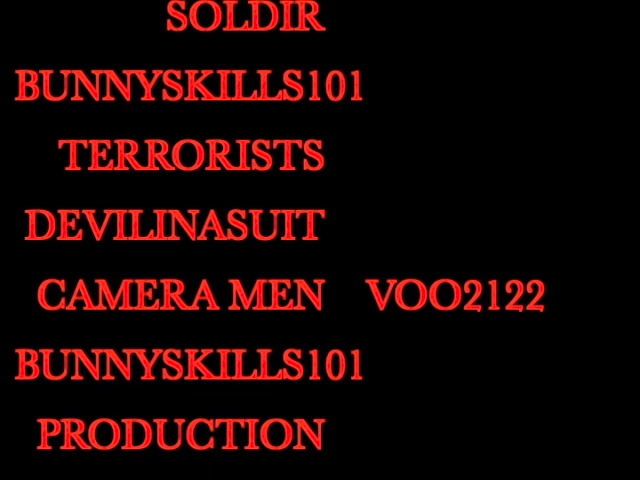 SOLDIR
BUNNYSKILLS101
TERRORISTS
DEVILINASUIT
CAMERA MEN VOO2122
BUNNYSKILLS101
PRODUCTION